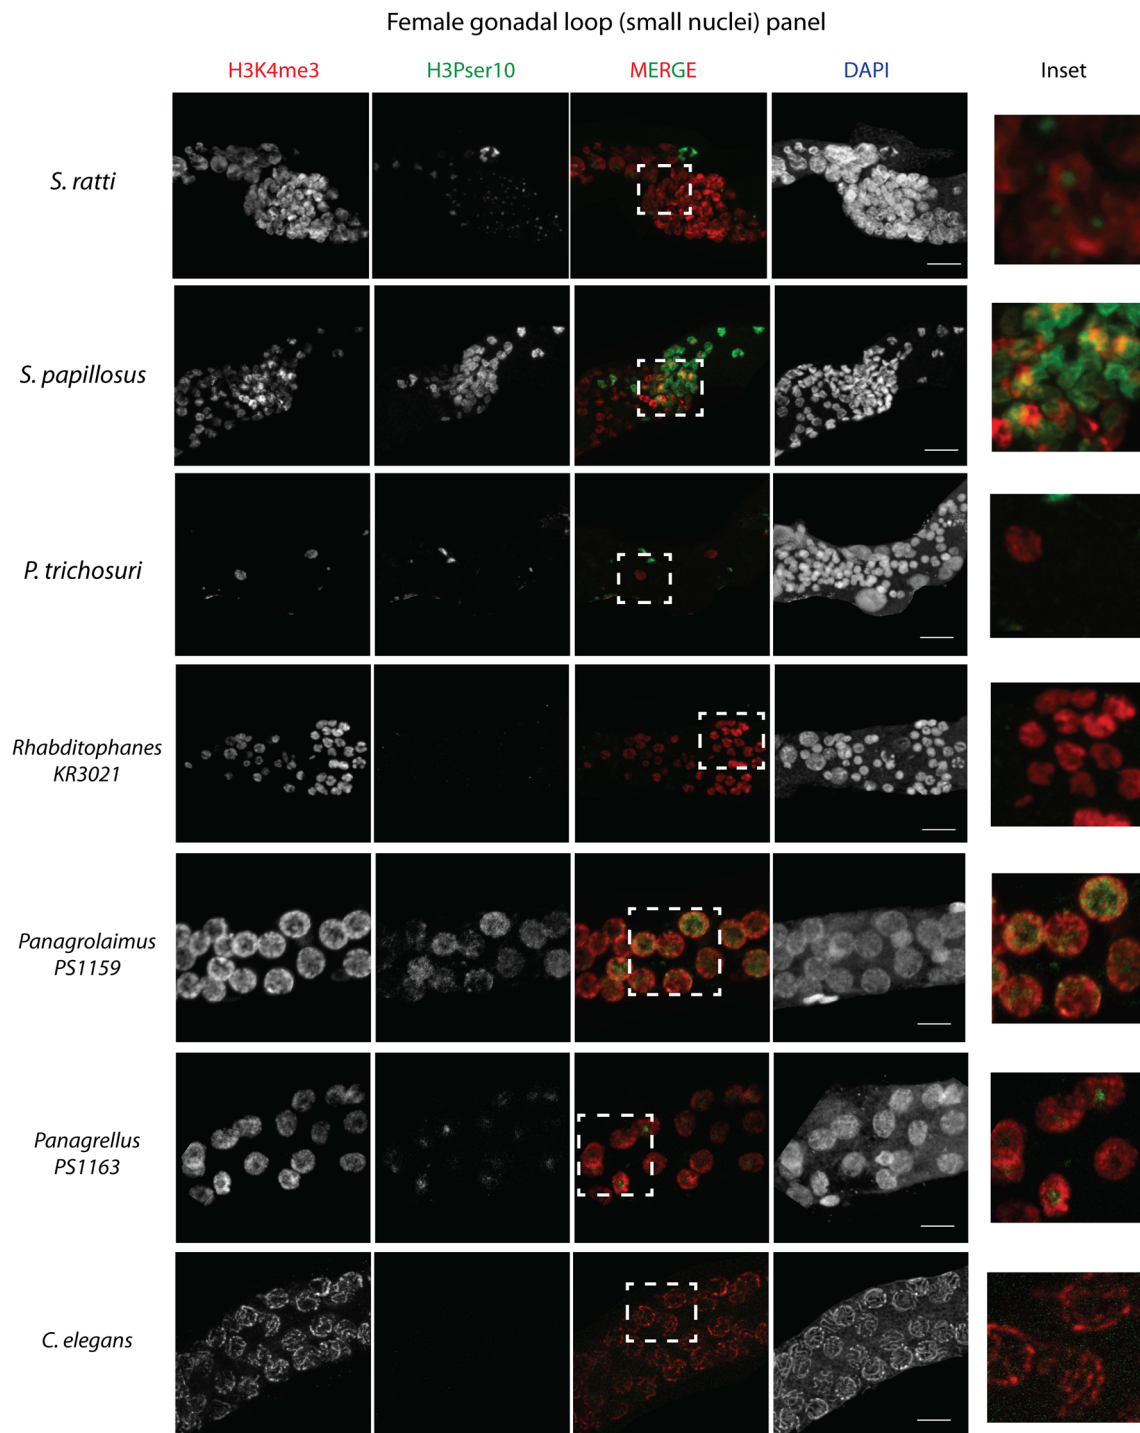 Female gonadal loop (small nuclei) panel
H3K4me3 H3Pser10 MERGE DAPI Inset
S. ratti
S. papillosus
P. trichosuri
Rhabditophanes
KR3021
Panagrolaimus
PS1159
Panagrellus
PS1163
C. elegans